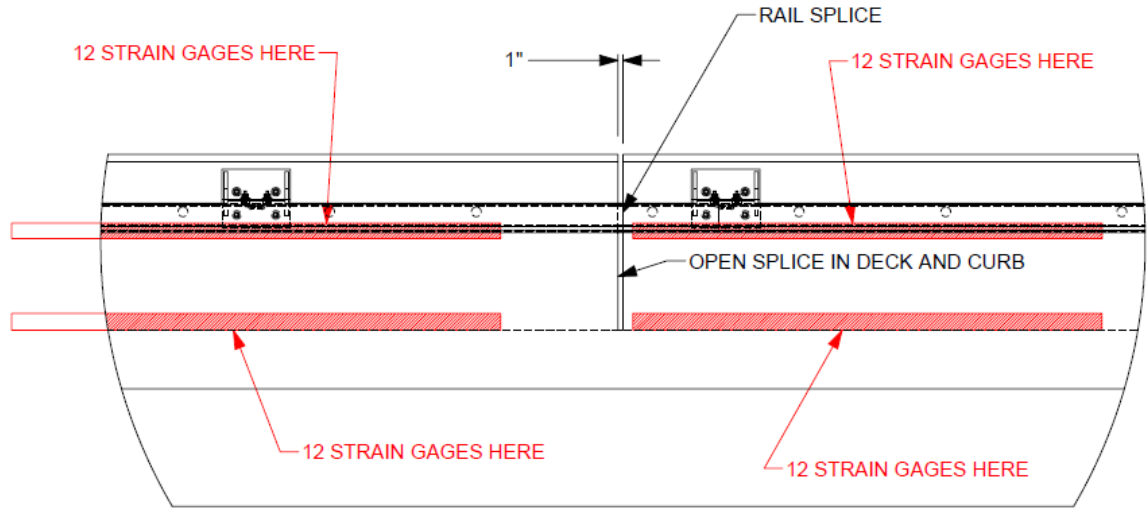 RAIL SPLICE
12 STRAIN GAGES HERE
1"
12 STRAIN GAGES HERE
OPEN SPLICE IN DECK AND CURB
12 STRAIN GAGES HERE
12 STRAIN GAGES HERE